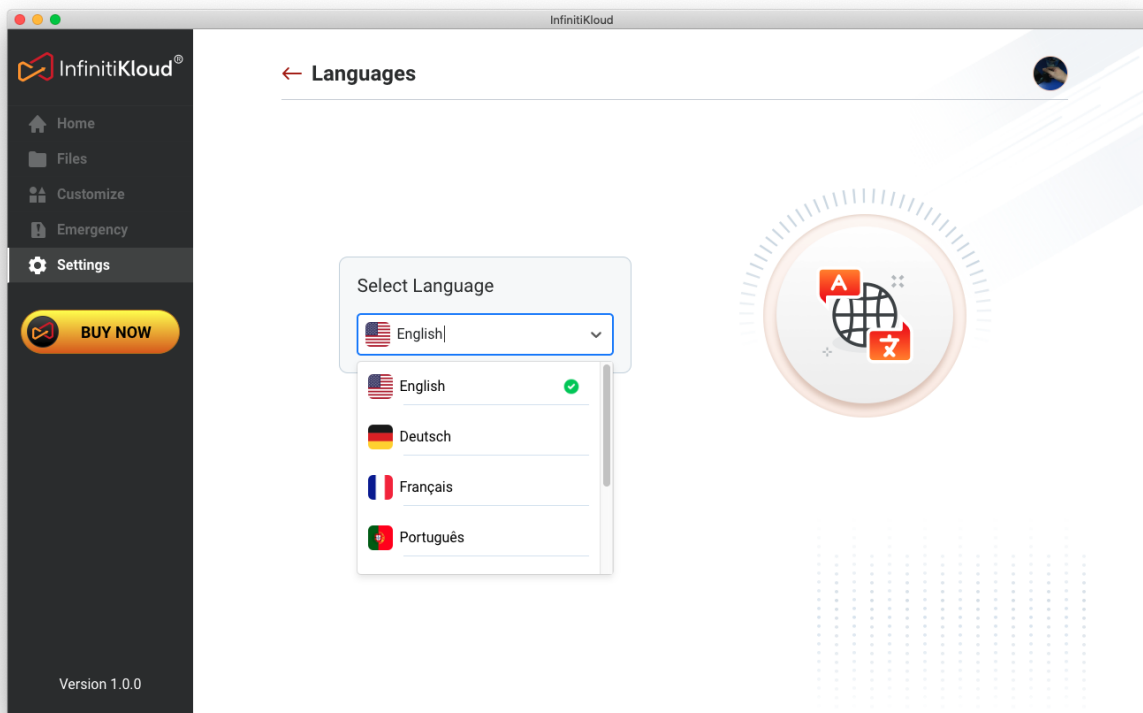 InfinitiKloud
InfinitiKloud®
Home
Files
Customize
Emergency
Settings
BUY NOW
Version 1.0.0
← Languages
Select Language
English
English
Deutsch
Français
Português
A
文